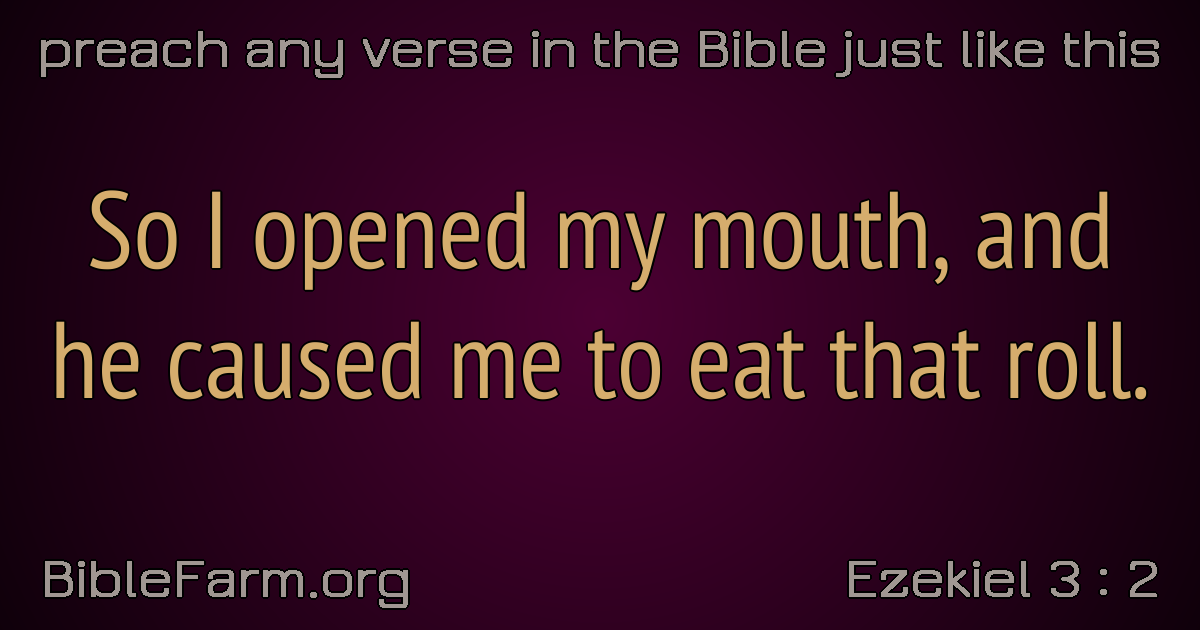 preach any verse in the Bible just like this
So I opened my mouth, and
he caused me to eat that roll.
BibleFarm.org
Ezekiel 3 : 2